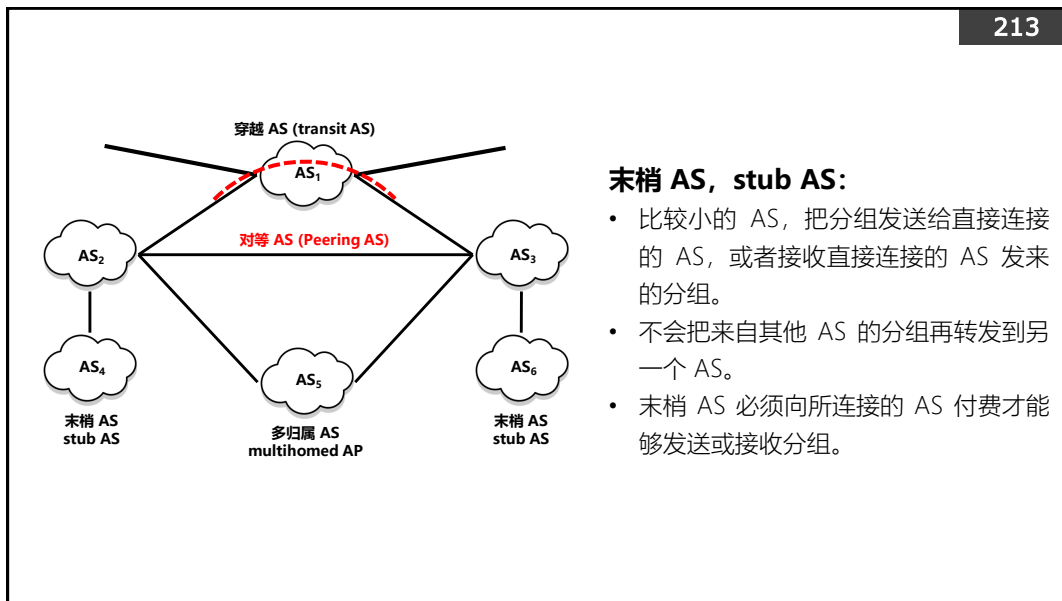 213
穿越 AS (transit AS)
AS₁
对等 AS (Peering AS)
AS₂
AS₃
AS₄
AS₅
AS₆
末梢 AS
stub AS
多归属 AS
multihomed AP
末梢 AS
stub AS
末梢 AS，stub AS：
• 比较小的 AS，把分组发送给直接连接
的 AS，或者接收直接连接的 AS 发来
的分组。
• 不会把来自其他 AS 的分组再转发到另
一个 AS。
• 末梢 AS 必须向所连接的 AS 付费才能
够发送或接收分组。